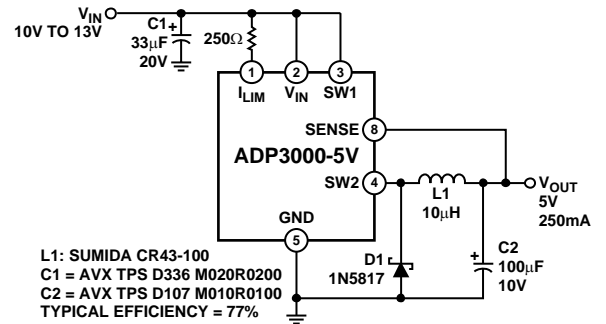 VIN
10V TO 13V
C1
+
33μF
20V
250Ω
1
2
3
ILIM
VIN
SW1
SENSE
8
ADP3000-5V
SW2
4
L1
10μH
VOUT
5V
250mA
GND
5
D1
1N5817
+
C2
100μF
10V
L1: SUMIDA CR43-100
C1 = AVX TPS D336 M020R0200
C2 = AVX TPS D107 M010R0100
TYPICAL EFFICIENCY = 77%